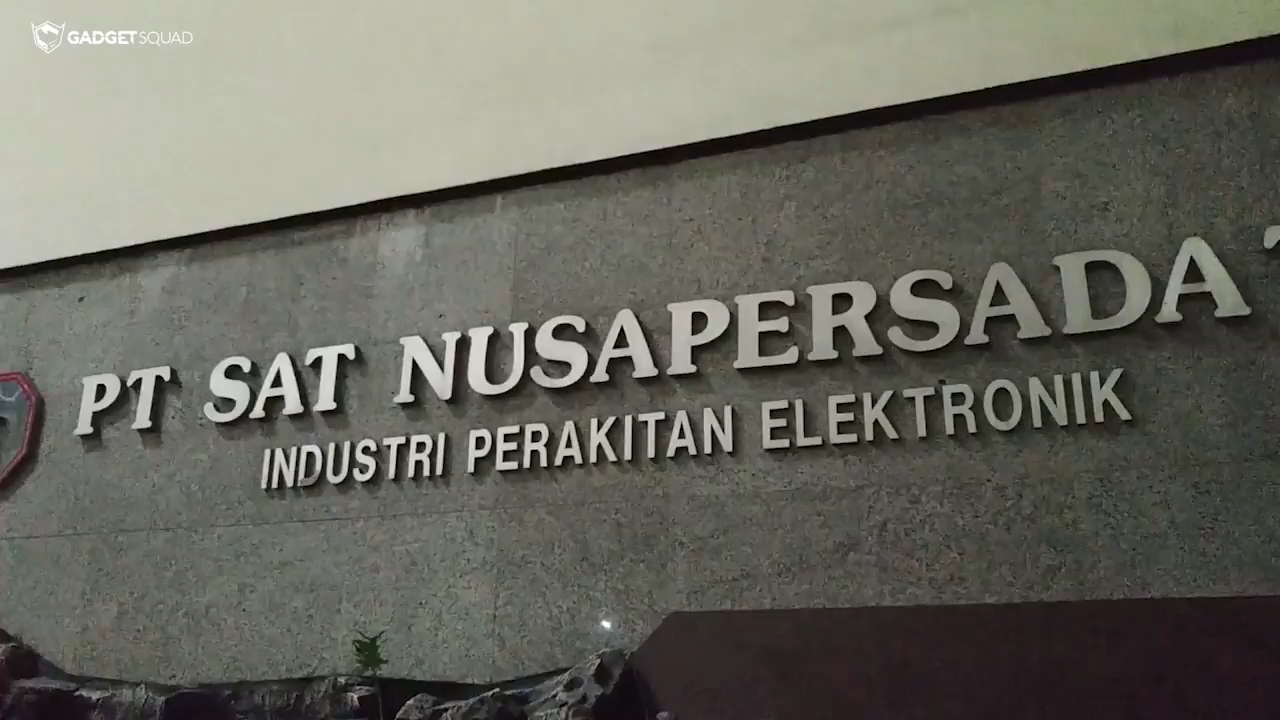 GADGETSQUAD
PT SAT NUSAPERSADA
INDUSTRI PERAKITAN ELEKTRONIK